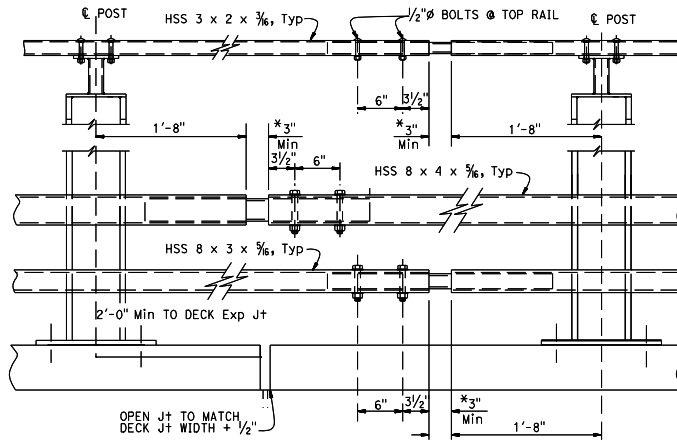 ℄ POST
HSS 3 x 2 x 3⁄16, Typ
1⁄2"Ø BOLTS @ TOP RAIL
℄ POST
6"
3 1⁄2"
1'-8"
*3"
Min
*3"
Min
1'-8"
3 1⁄2"
6"
HSS 8 x 4 x 5⁄16, Typ
HSS 8 x 3 x 5⁄16, Typ
2'-0" Min TO DECK Exp Jt
OPEN Jt TO MATCH
DECK Jt WIDTH + 1⁄2"
6"
3 1⁄2"
*3"
Min
1'-8"